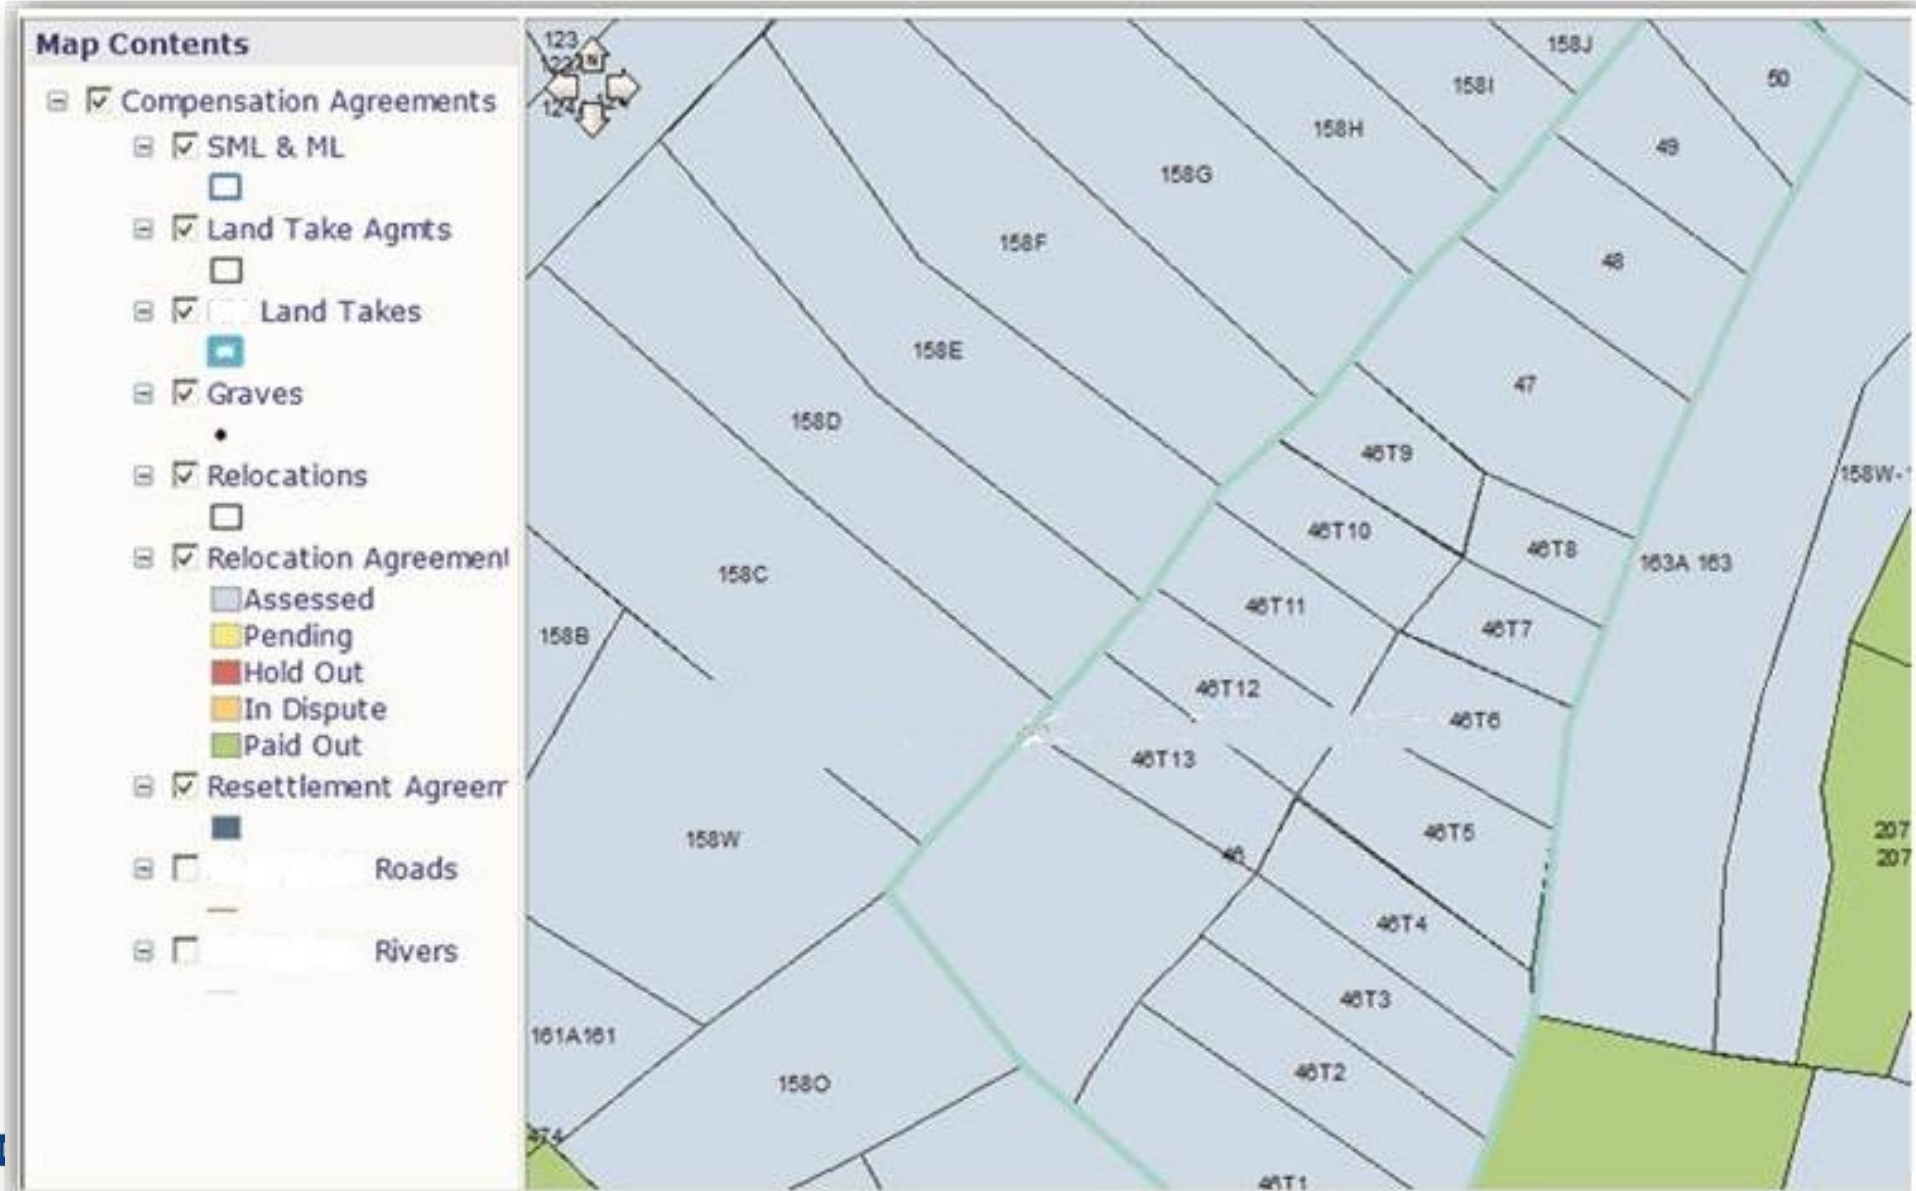 Map Contents
Compensation Agreements
SML & ML
Land Take Agmts
Land Takes
Graves
Relocations
Relocation Agreement
Assessed
Pending
Hold Out
In Dispute
Paid Out
Resettlement Agreem
Roads
Rivers
123
N
158J
158I
50
158H
49
158G
158F
48
158E
47
158D
46T9
158W-1
46T10
46T8
163A 163
158C
46T11
158B
46T7
46T12
46T6
46T13
46T5
158W
207
46
207
46T4
46T3
161A161
46T2
158O
474
46T1